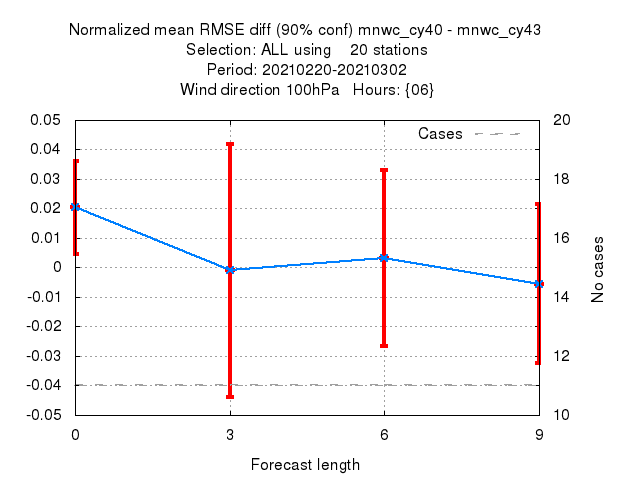 Normalized mean RMSE diff (90% conf) mnwc_cy40 - mnwc_cy43
Selection: ALL using    20 stations
Period: 20210220-20210302
Wind direction 100hPa   Hours: {06}
Cases
0.05
0.04
0.03
0.02
0.01
0
-0.01
-0.02
-0.03
-0.04
-0.05
20
18
16
14
12
10
No cases
0 3 6 9
Forecast length